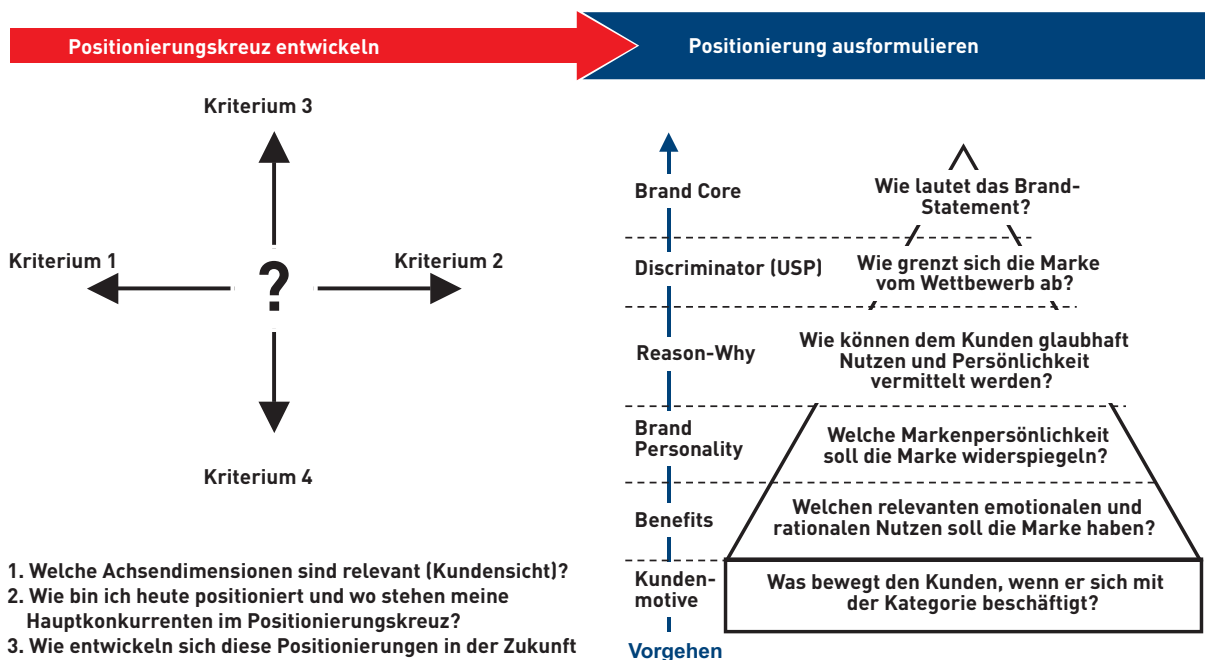 Positionierungskreuz entwickeln
Kriterium 3
Kriterium 1
?
Kriterium 2
Kriterium 4
1. Welche Achsendimensionen sind relevant (Kundensicht)?
2. Wie bin ich heute positioniert und wo stehen meine
Hauptkonkurrenten im Positionierungskreuz?
3. Wie entwickeln sich diese Positionierungen in der Zukunft
Positionierung ausformulieren
Brand Core
Wie lautet das Brand-
Statement?
Discriminator (USP)
Wie grenzt sich die Marke
vom Wettbewerb ab?
Reason-Why
Wie können dem Kunden glaubhaft
Nutzen und Persönlichkeit
vermittelt werden?
Brand
Personality
Welche Markenpersönlichkeit
soll die Marke widerspiegeln?
Benefits
Welchen relevanten emotionalen und
rationalen Nutzen soll die Marke haben?
Kunden-
motive
Was bewegt den Kunden, wenn er sich mit
der Kategorie beschäftigt?
Vorgehen